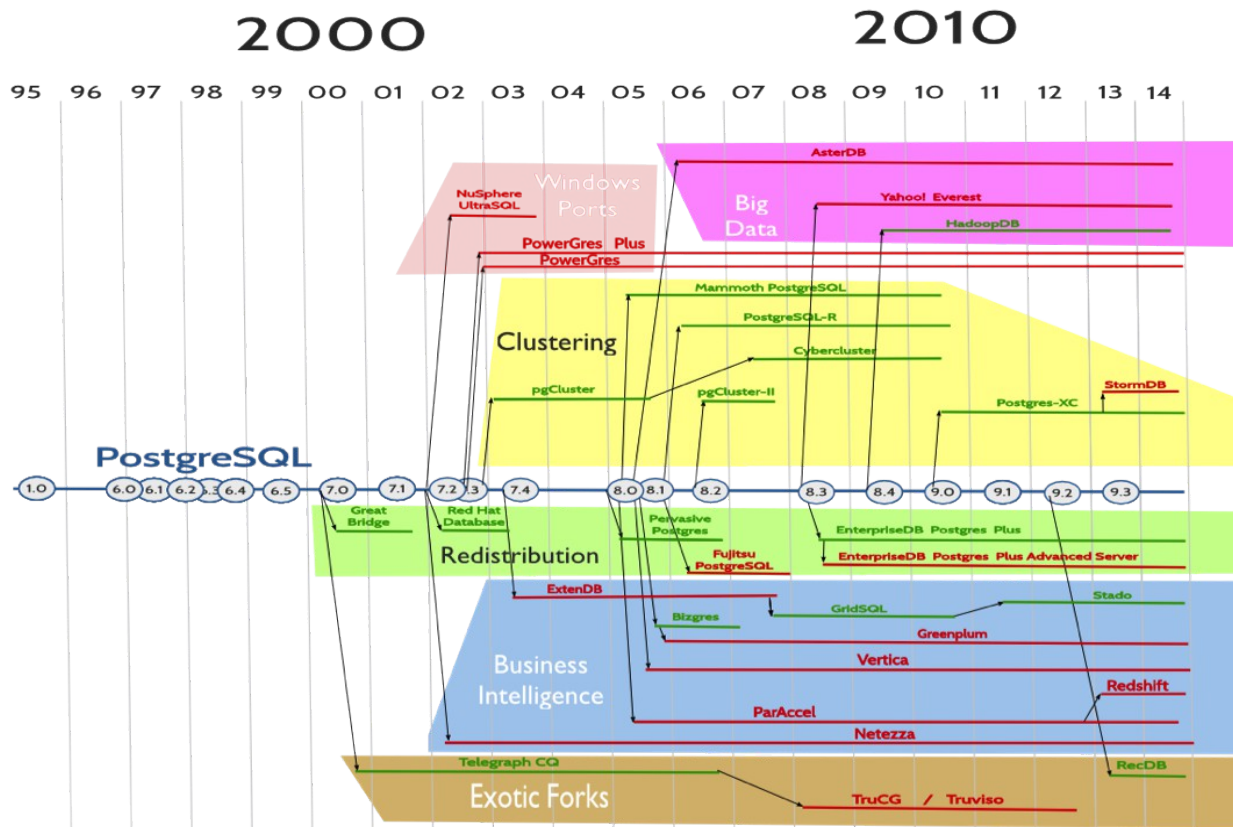 2000 2010
95 96 97 98 99 00 01 02 03 04 05 06 07 08 09 10 11 12 13 14
AsterDB
NuSphere
UltraSQL
Windows
Ports
Big
Data
Yahoo! Everest
HadoopDB
PowerGres Plus
PowerGres
Mammoth PostgreSQL
PostgreSQL-R
Clustering
Cybercluster
pgCluster
pgCluster-II
StormDB
Postgres-XC
PostgreSQL
1.0 6.0 6.1 6.2 6.3 6.4 6.5 7.0 7.1 7.2 .3 7.4 8.0 8.1 8.2 8.3 8.4 9.0 9.1 9.2 9.3
Great
Bridge
Red Hat
Database
Pervasive
Postgres
EnterpriseDB Postgres Plus
Redistribution
Fujitsu
PostgreSQL
EnterpriseDB Postgres Plus Advanced Server
ExtenDB
GridSQL
Stado
Bizgres
Greenplum
Business
Intelligence
Vertica
Redshift
ParAccel
Netezza
Telegraph CQ
RecDB
Exotic Forks
TruCG / Truviso